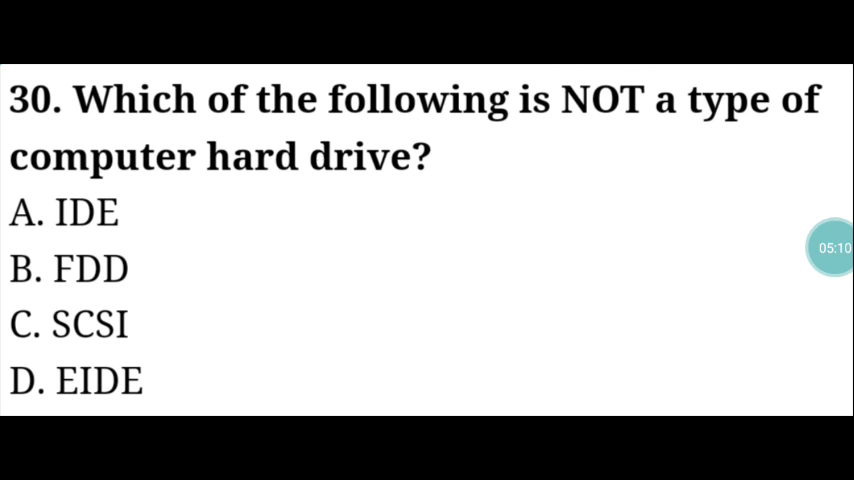 30. Which of the following is NOT a type of
computer hard drive?
A. IDE
B. FDD
C. SCSI
D. EIDE
05:10